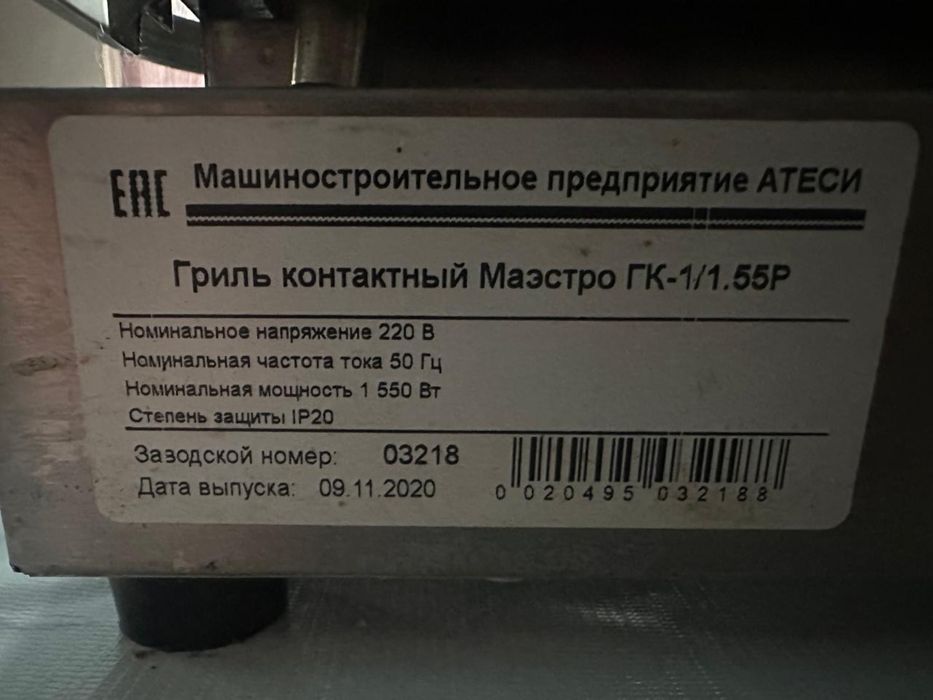 EAC Машиностроительное предприятие АТЕСИ
Гриль контактный Маэстро ГК-1/1.55Р
Номинальное напряжение 220 В
Номинальная частота тока 50 Гц
Номинальная мощность 1 550 Вт
Степень защиты IP20
Заводской номер: 03218
Дата выпуска: 09.11.2020
0 020495 032188